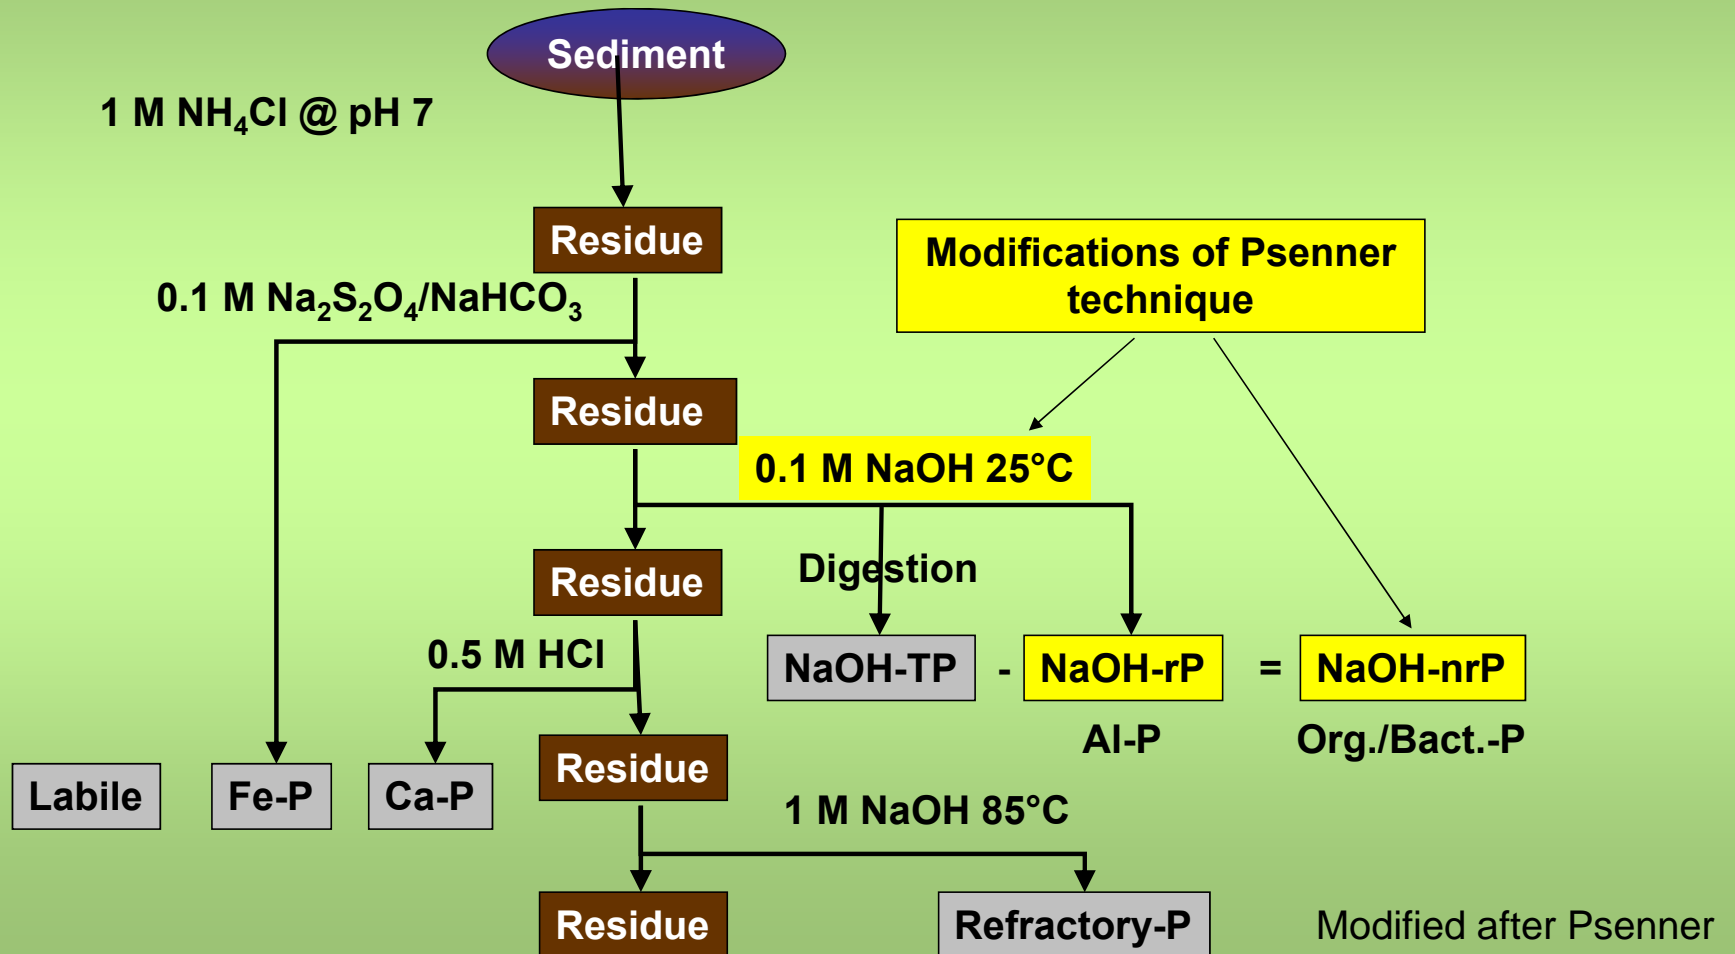 Sediment
1 M NH₄Cl @ pH 7
Residue
Modifications of Psenner
technique
0.1 M Na₂S₂O₄/NaHCO₃
Residue
0.1 M NaOH 25°C
Residue
Digestion
0.5 M HCl
NaOH-TP - NaOH-rP = NaOH-nrP
Al-P Org./Bact.-P
Residue
Labile Fe-P Ca-P
1 M NaOH 85°C
Residue Refractory-P Modified after Psenner